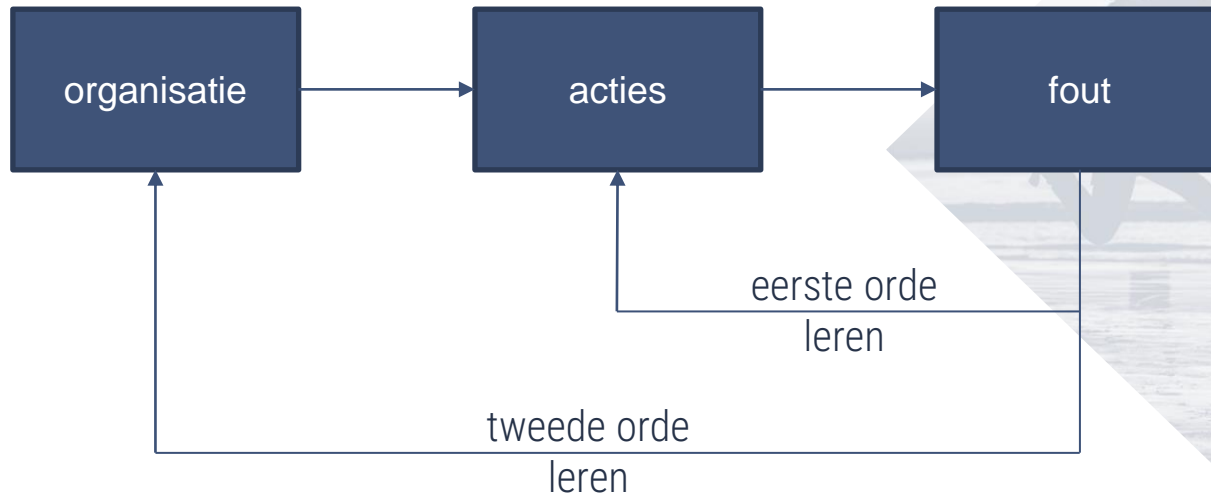 organisatie
acties
fout
eerste orde
leren
tweede orde
leren